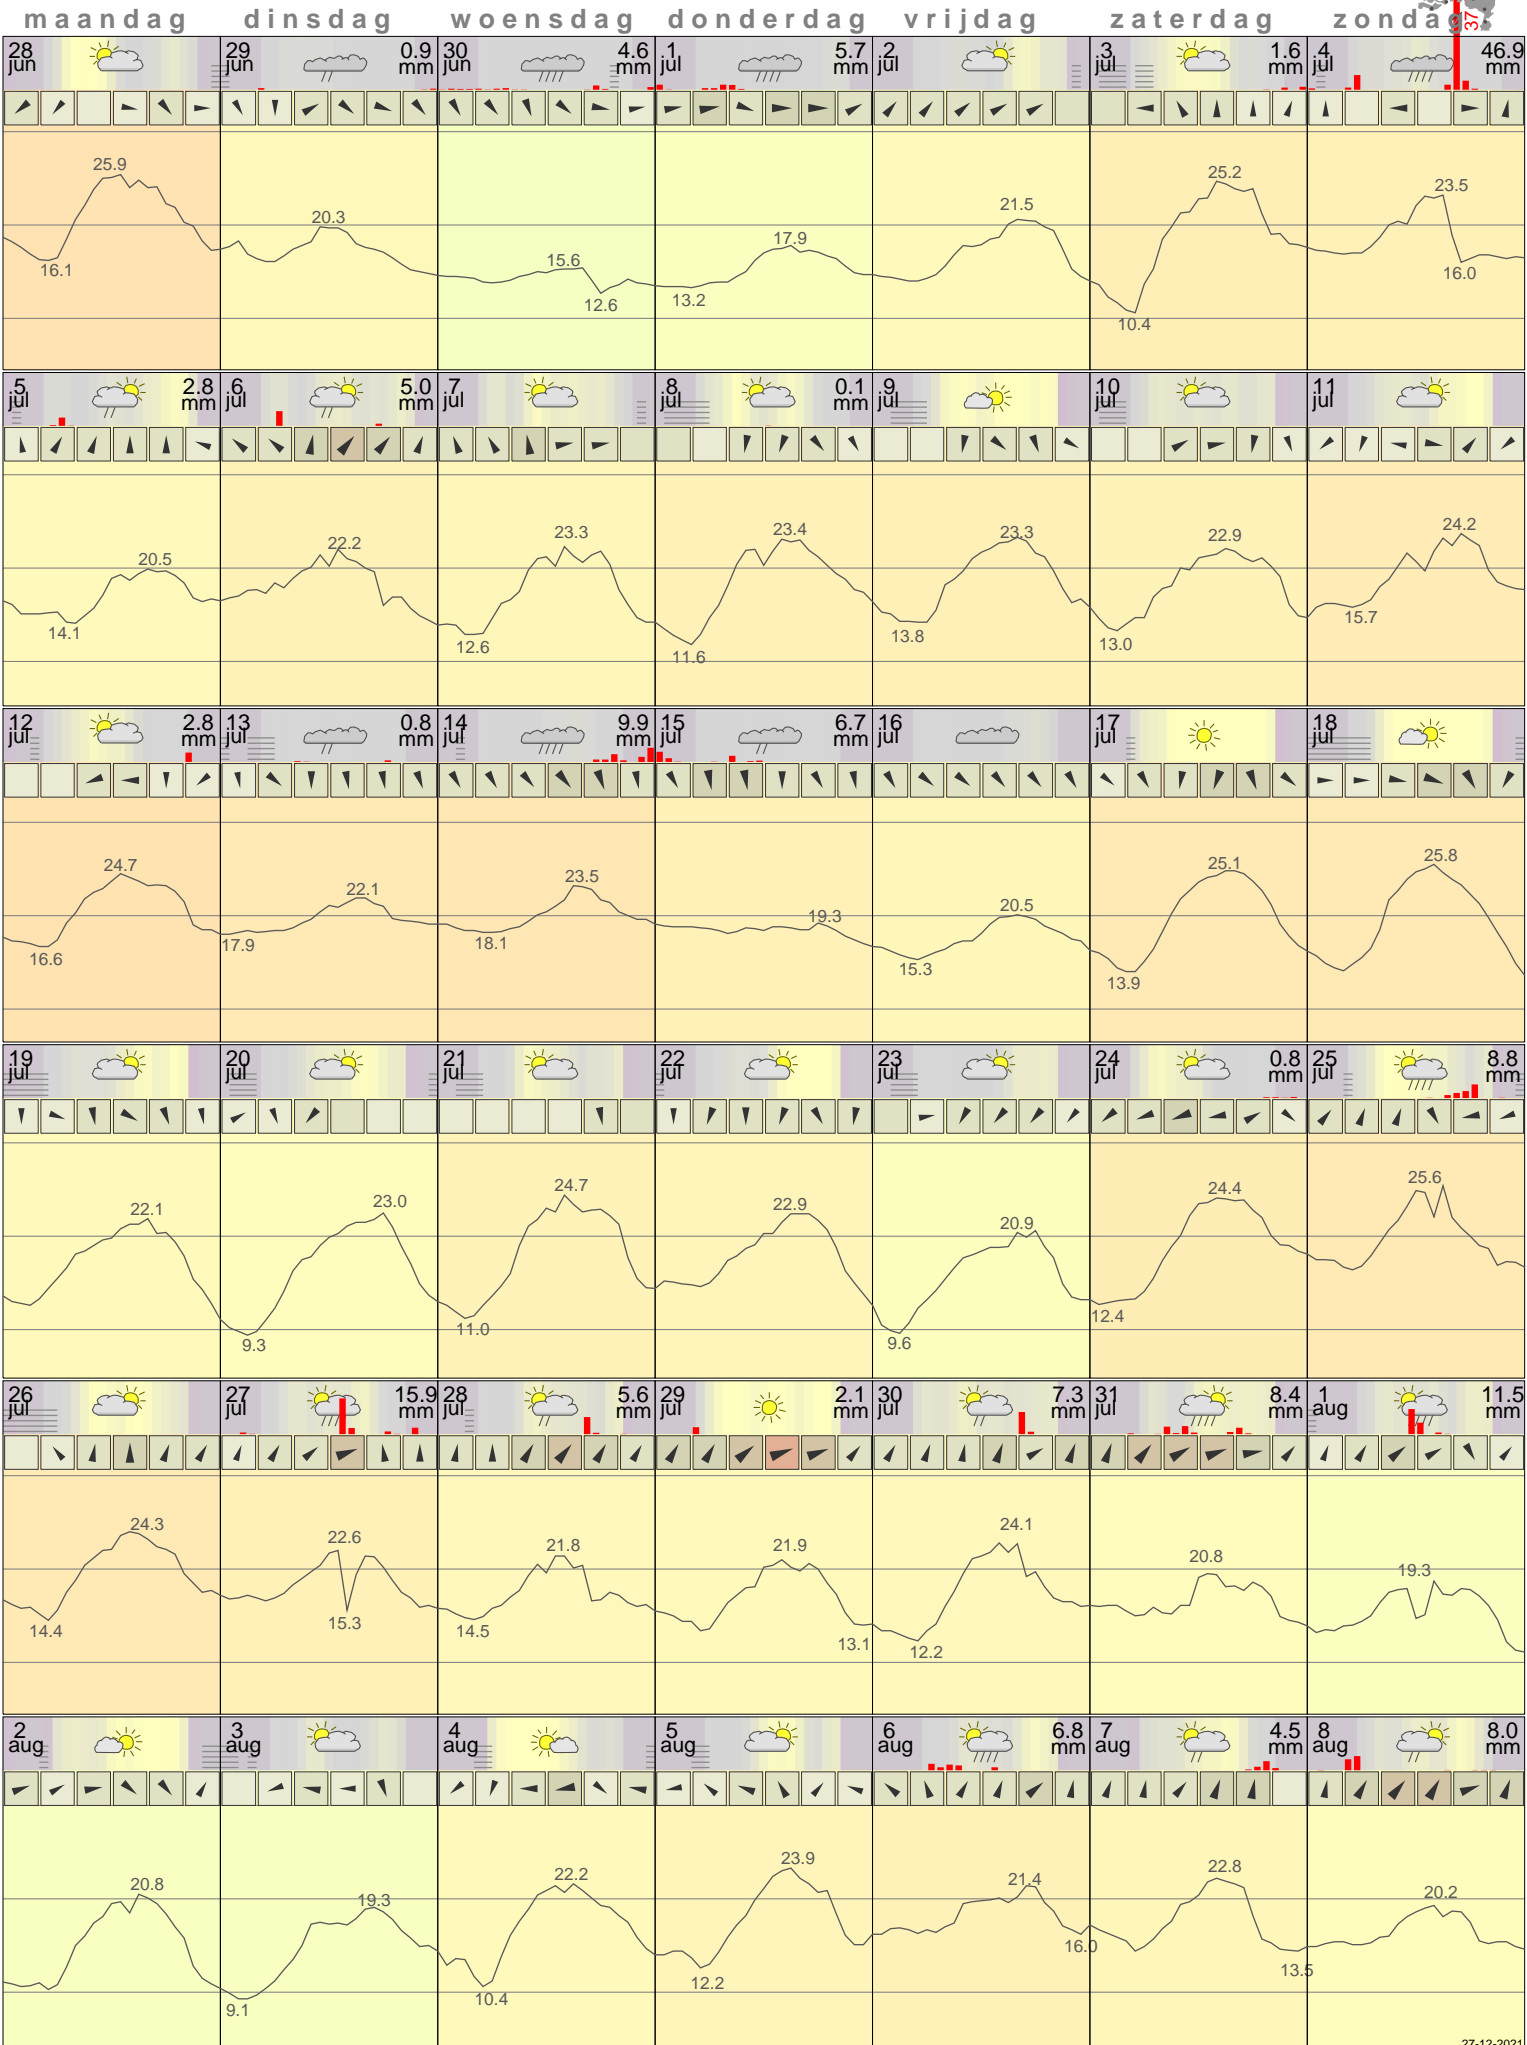 maandag dinsdag woensdag donderdag vrijdag zaterdag zondag
37
28 29 0.9 30 4.6 1 5.7 2 3 1.6 4 46.9
jun jun mm jun mm jul mm jul jul mm jul mm
25.9 20.3 15.6 17.9 21.5 25.2 23.5
16.1 12.6 13.2 10.4 16.0
5 2.8 6 5.0 7 8 0.1 9 10 11
jul mm jul mm jul jul mm jul jul jul
20.5 22.2 23.3 23.4 23.3 22.9 24.2
14.1 12.6 11.6 13.8 13.0 15.7
12 2.8 13 0.8 14 9.9 15 6.7 16 17 18
jul mm jul mm jul mm jul mm jul jul jul
24.7 22.1 23.5 19.3 20.5 25.1 25.8
16.6 17.9 18.1 15.3 13.9
19 20 21 22 23 24 0.8 25 8.8
jul jul jul jul jul jul mm jul mm
22.1 23.0 24.7 22.9 20.9 24.4 25.6
9.3 11.0 9.6 12.4
26 27 15.9 28 5.6 29 2.1 30 7.3 31 8.4 1 11.5
jul jul mm jul mm jul mm jul mm jul mm aug mm
24.3 22.6 21.8 21.9 24.1 20.8 19.3
14.4 15.3 14.5 13.1 12.2
2 3 4 5 6 6.8 7 4.5 8 8.0
aug aug aug aug aug mm aug mm aug mm
20.8 19.3 22.2 23.9 21.4 22.8 20.2
9.1 10.4 12.2 16.0 13.5
27-12-2021